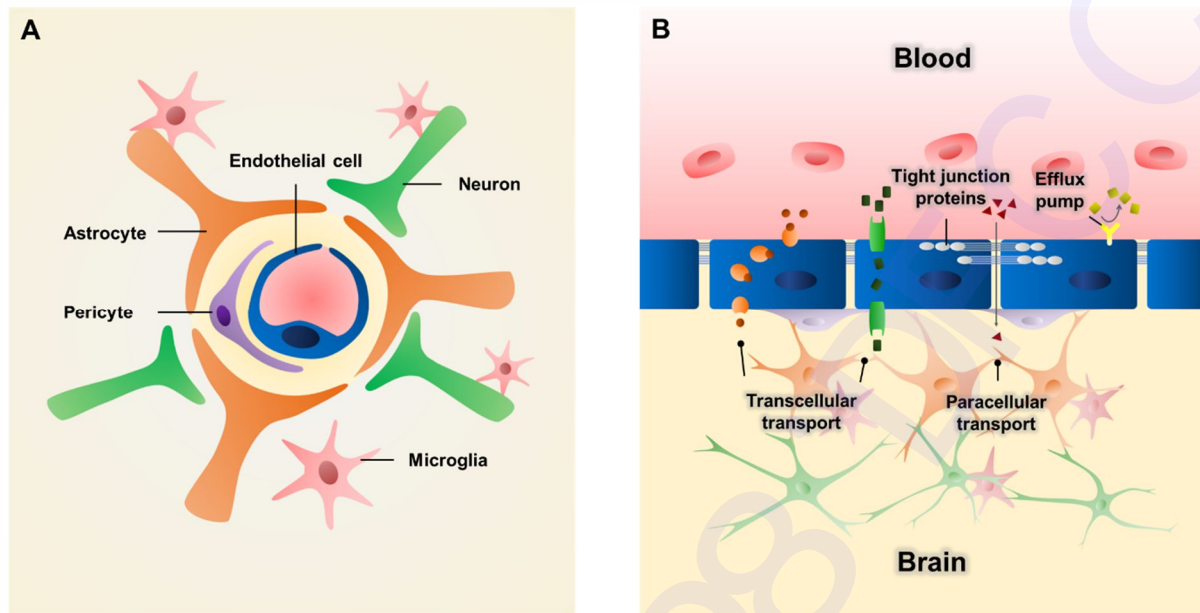 A
Endothelial cell
Neuron
Astrocyte
Pericyte
Microglia
B
Blood
Tight junction
proteins
Efflux
pump
Transcellular
transport
Paracellular
transport
Brain